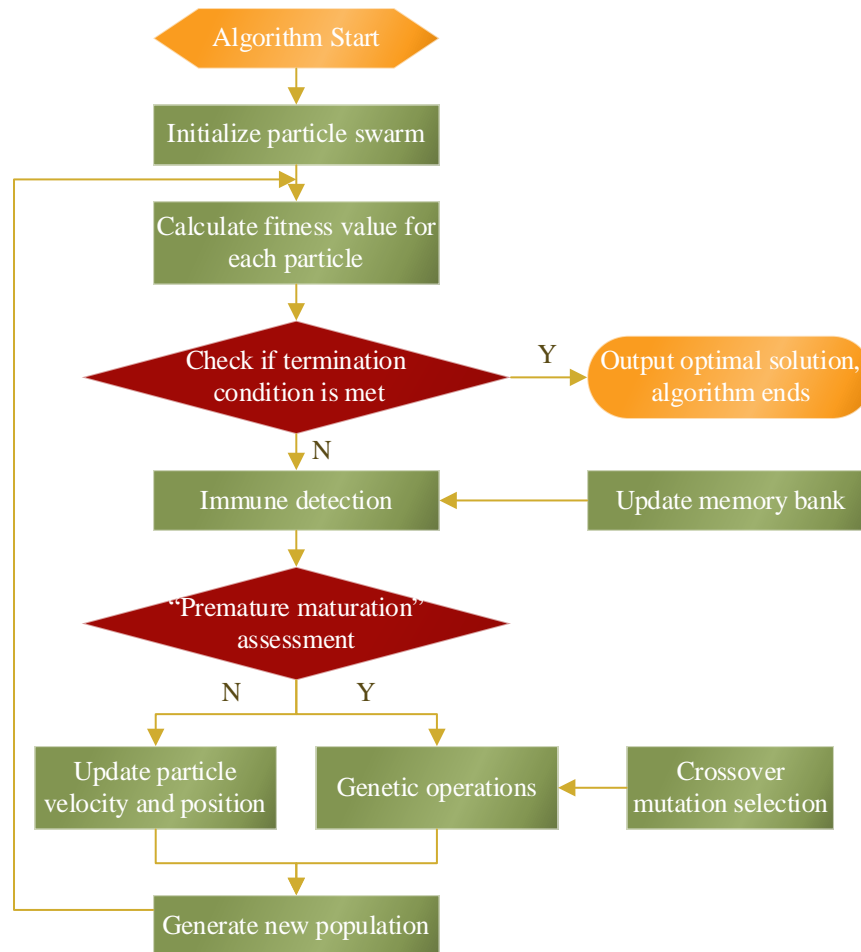 Algorithm Start
Initialize particle swarm
Calculate fitness value for
each particle
Check if termination
condition is met
Y
Output optimal solution,
algorithm ends
N
Immune detection
Update memory bank
“Premature maturation”
assessment
N
Y
Update particle
velocity and position
Genetic operations
Crossover
mutation selection
Generate new population